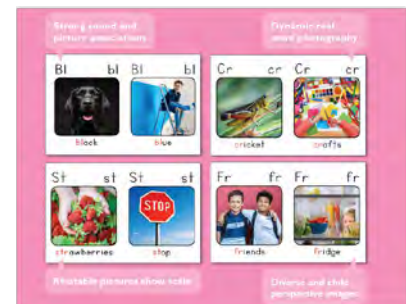 Strong sound and
picture associations
Dynamic real
word photography
Bl bl Bl bl
black blue
Cr cr Cr cr
cricket crafts
St st St st
STOP
strawberries stop
Fr fr Fr fr
friends fridge
Relatable pictures show scale
Diverse and child
perspective images